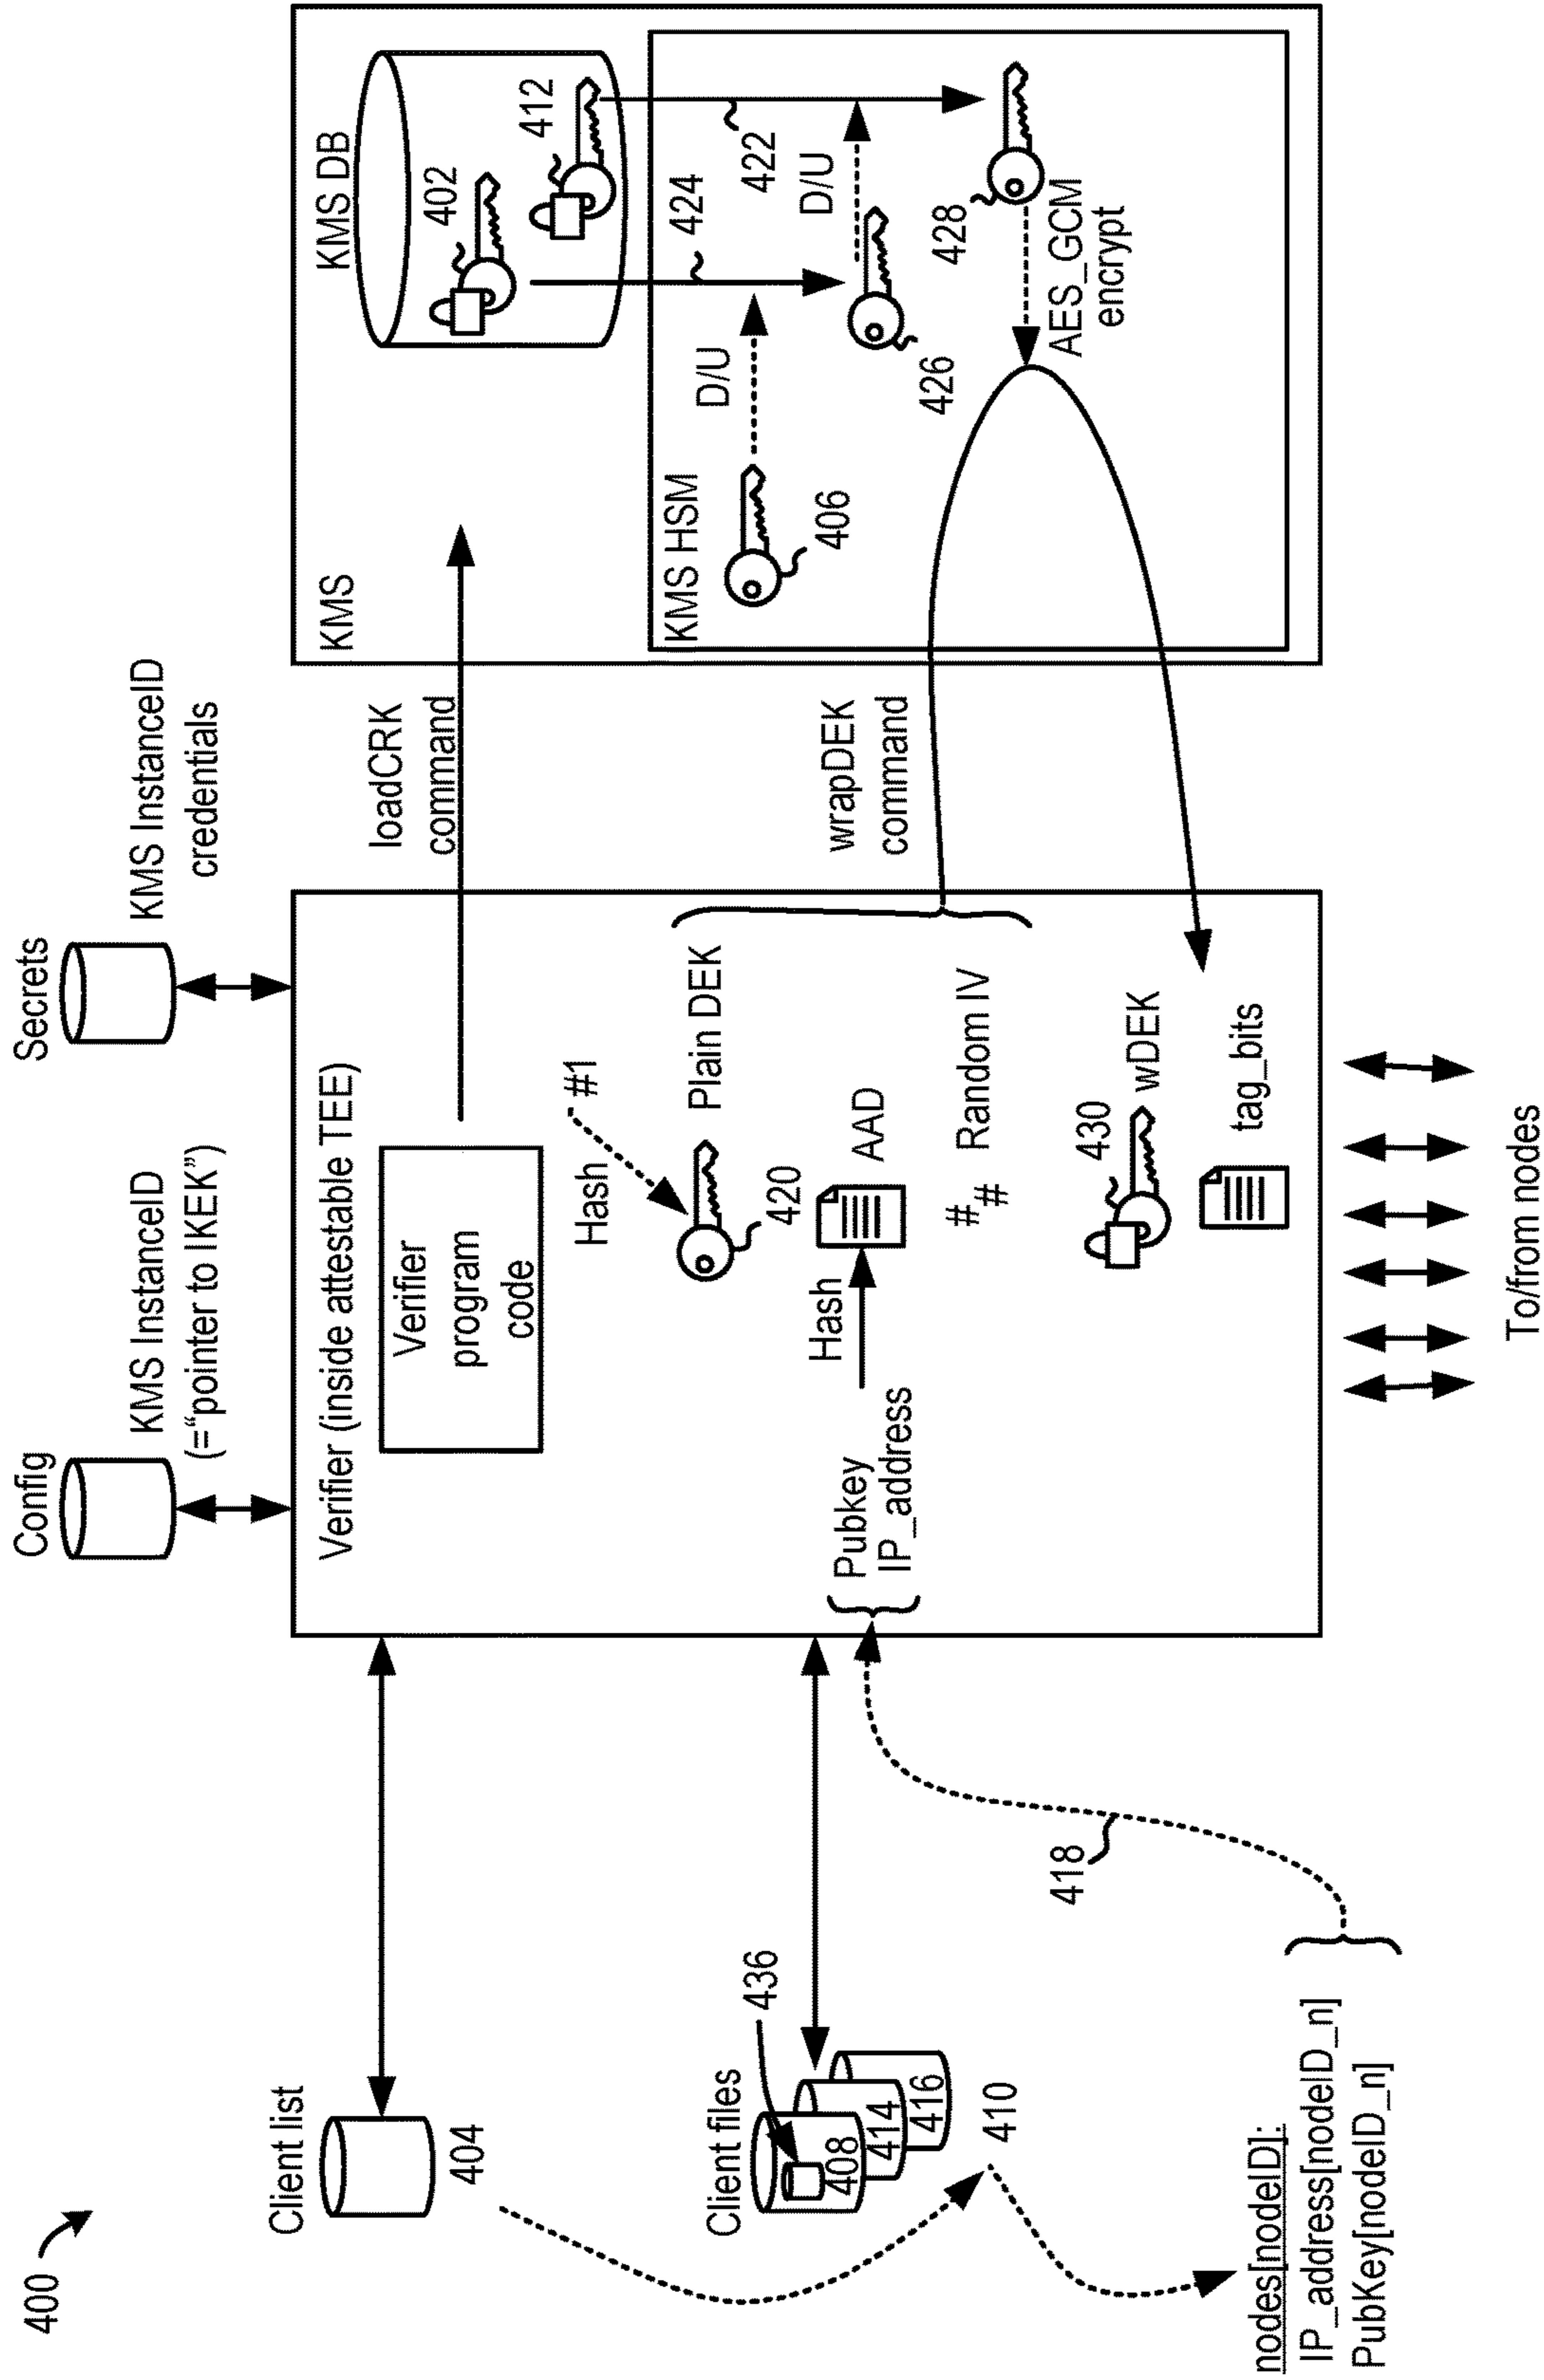 400
Config
KMS InstanceID
(=“pointer to IKEK”)
Secrets
KMS InstanceID
credentials
Client list
404
Client files
436
408
414
416
410
nodes[nodeID]:
IP_address[nodeID_n]
PubKey[nodeID_n]
418
Verifier (inside attestable TEE)
Verifier
program
code
Hash
#1
Plain DEK
420
Pubkey
IP_address
Hash
AAD
#
#
Random IV
430
wDEK
tag_bits
To/from nodes
loadCRK
command
wrapDEK
command
KMS
KMS DB
402
412
424
422
KMS HSM
D/U
D/U
406
426
428
AES_GCM
encrypt